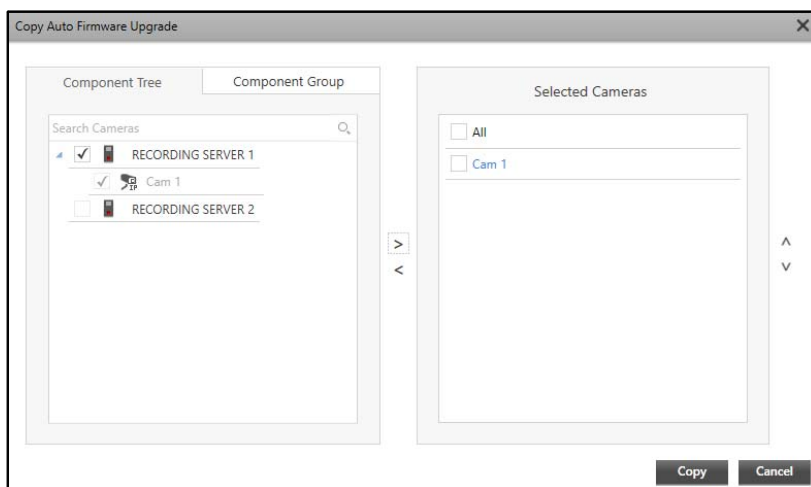 Copy Auto Firmware Upgrade
Component Tree
Component Group
Search Cameras
RECORDING SERVER 1
IP
Cam 1
RECORDING SERVER 2
>
<
Selected Cameras
All
Cam 1
Copy
Cancel